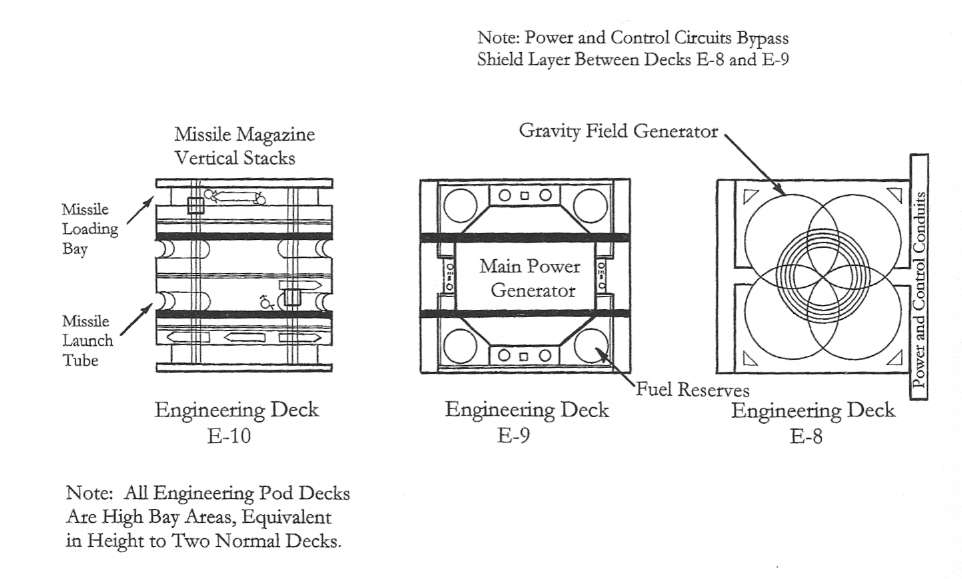 Note: Power and Control Circuits Bypass
Shield Layer Between Decks E-8 and E-9
Missile Magazine
Vertical Stacks
Missile
Loading
Bay
Missile
Launch
Tube
Engineering Deck
E-10
Main Power
Generator
Fuel Reserves
Engineering Deck
E-9
Gravity Field Generator
Power and Control Conduits
Engineering Deck
E-8
Note: All Engineering Pod Decks
Are High Bay Areas, Equivalent
in Height to Two Normal Decks.